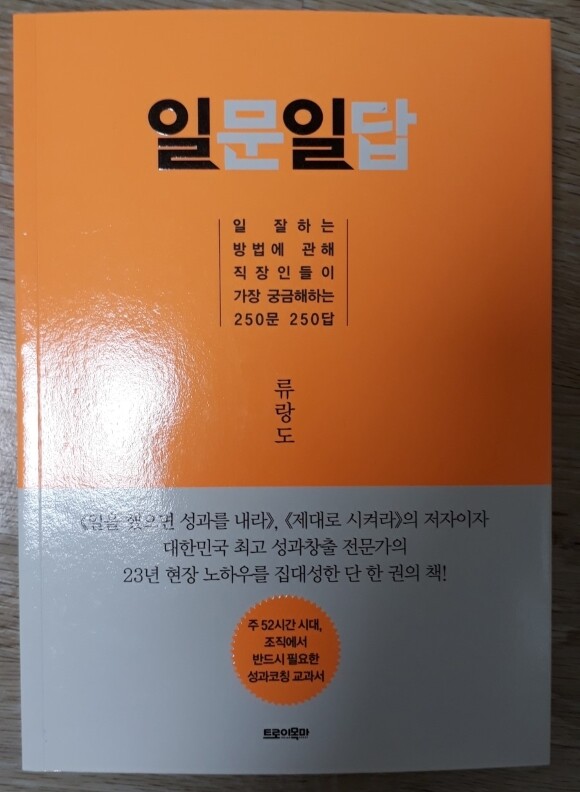 일문일답
일 잘하는
방법에 관해
직장인들이
가장 궁금해하는
250문 250답
류랑도
《일을 했으면 성과를 내라》, 《제대로 시켜라》의 저자이자
대한민국 최고 성과창출 전문가의
23년 현장 노하우를 집대성한 단 한 권의 책!
주 52시간 시대,
조직에서
반드시 필요한
성과코칭 교과서
트로이목마